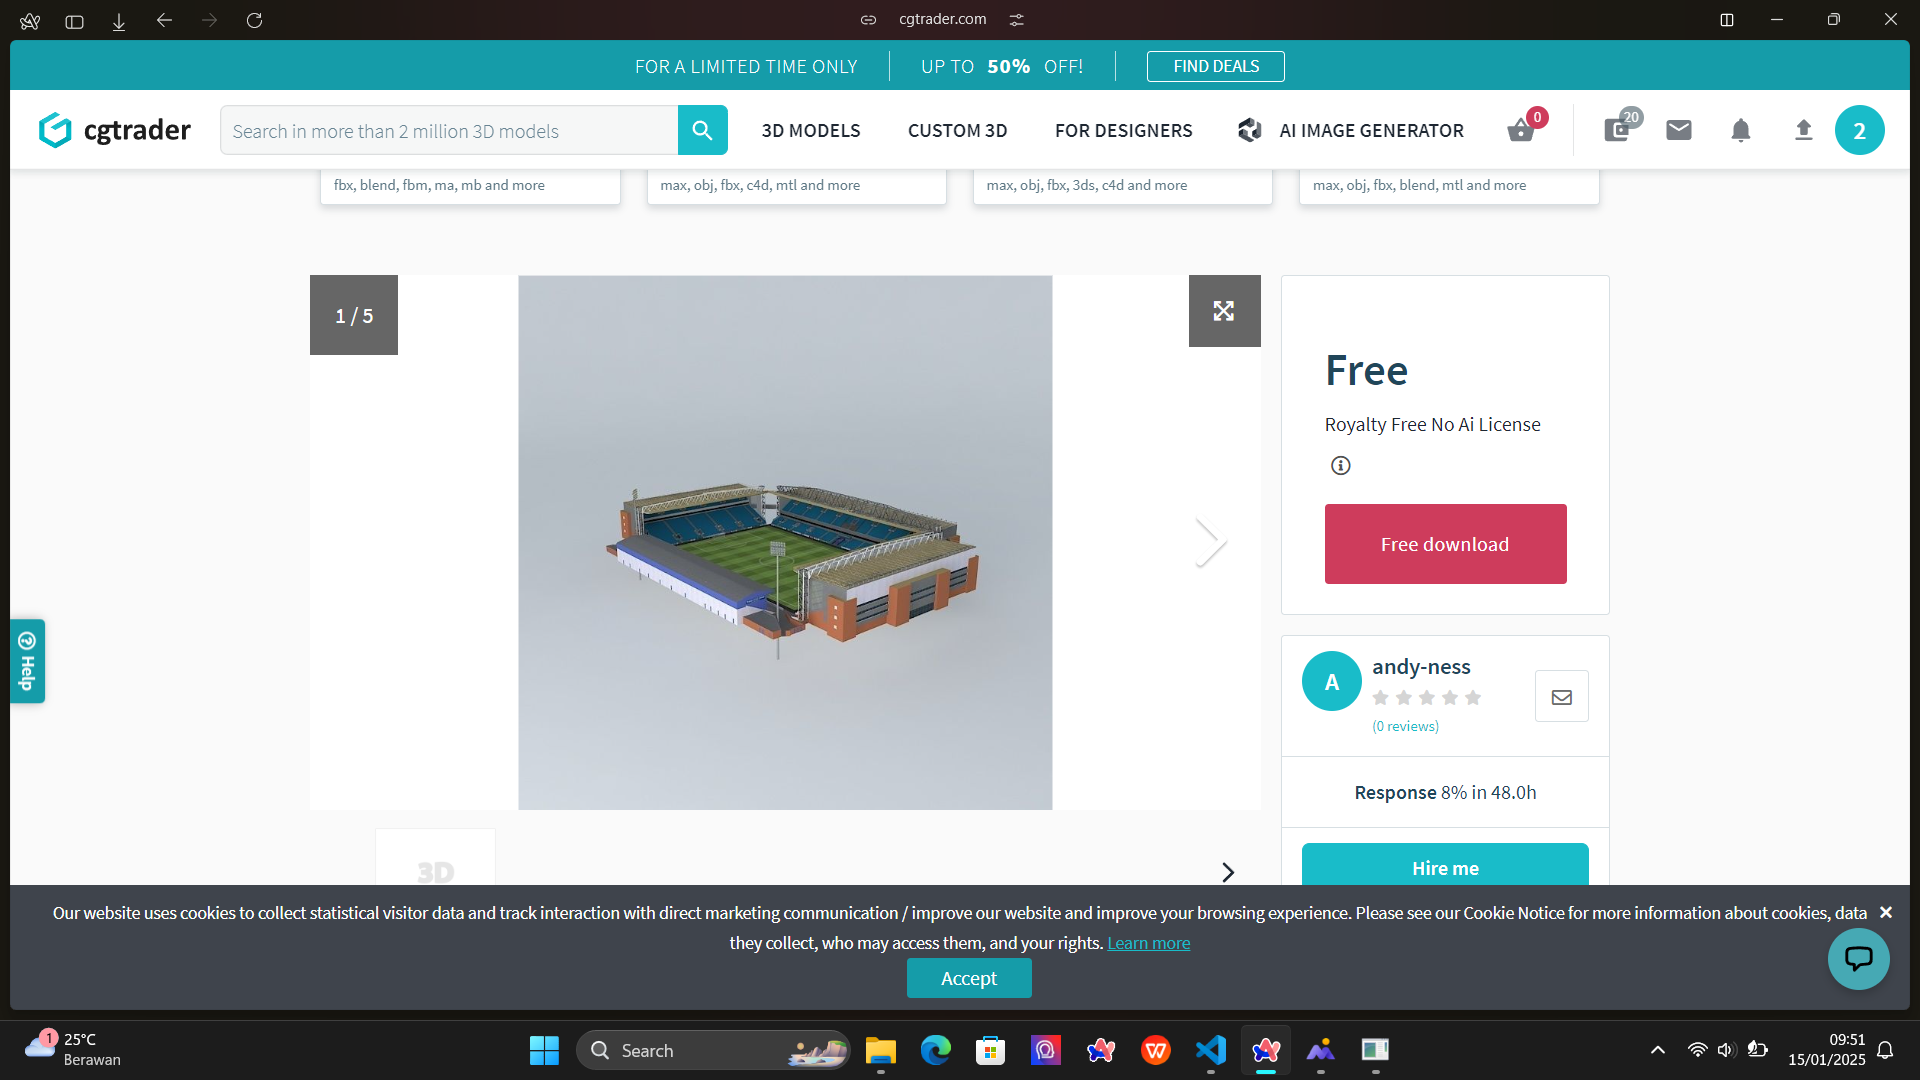 cgtrader.com
FOR A LIMITED TIME ONLY
UP TO 50% OFF!
FIND DEALS
cgtrader
Search in more than 2 million 3D models
3D MODELS
CUSTOM 3D
FOR DESIGNERS
AI IMAGE GENERATOR
0
20
2
fbx, blend, fbm, ma, mb and more
max, obj, fbx, c4d, mtl and more
max, obj, fbx, 3ds, c4d and more
max, obj, fbx, blend, mtl and more
1 / 5
Free
Royalty Free No Ai License
Free download
A
andy-ness
(0 reviews)
Response 8% in 48.0h
Hire me
Help
3D
Our website uses cookies to collect statistical visitor data and track interaction with direct marketing communication / improve our website and improve your browsing experience. Please see our Cookie Notice for more information about cookies, data
they collect, who may access them, and your rights. Learn more
Accept
1
25°C
Berawan
Search
09:51
15/01/2025